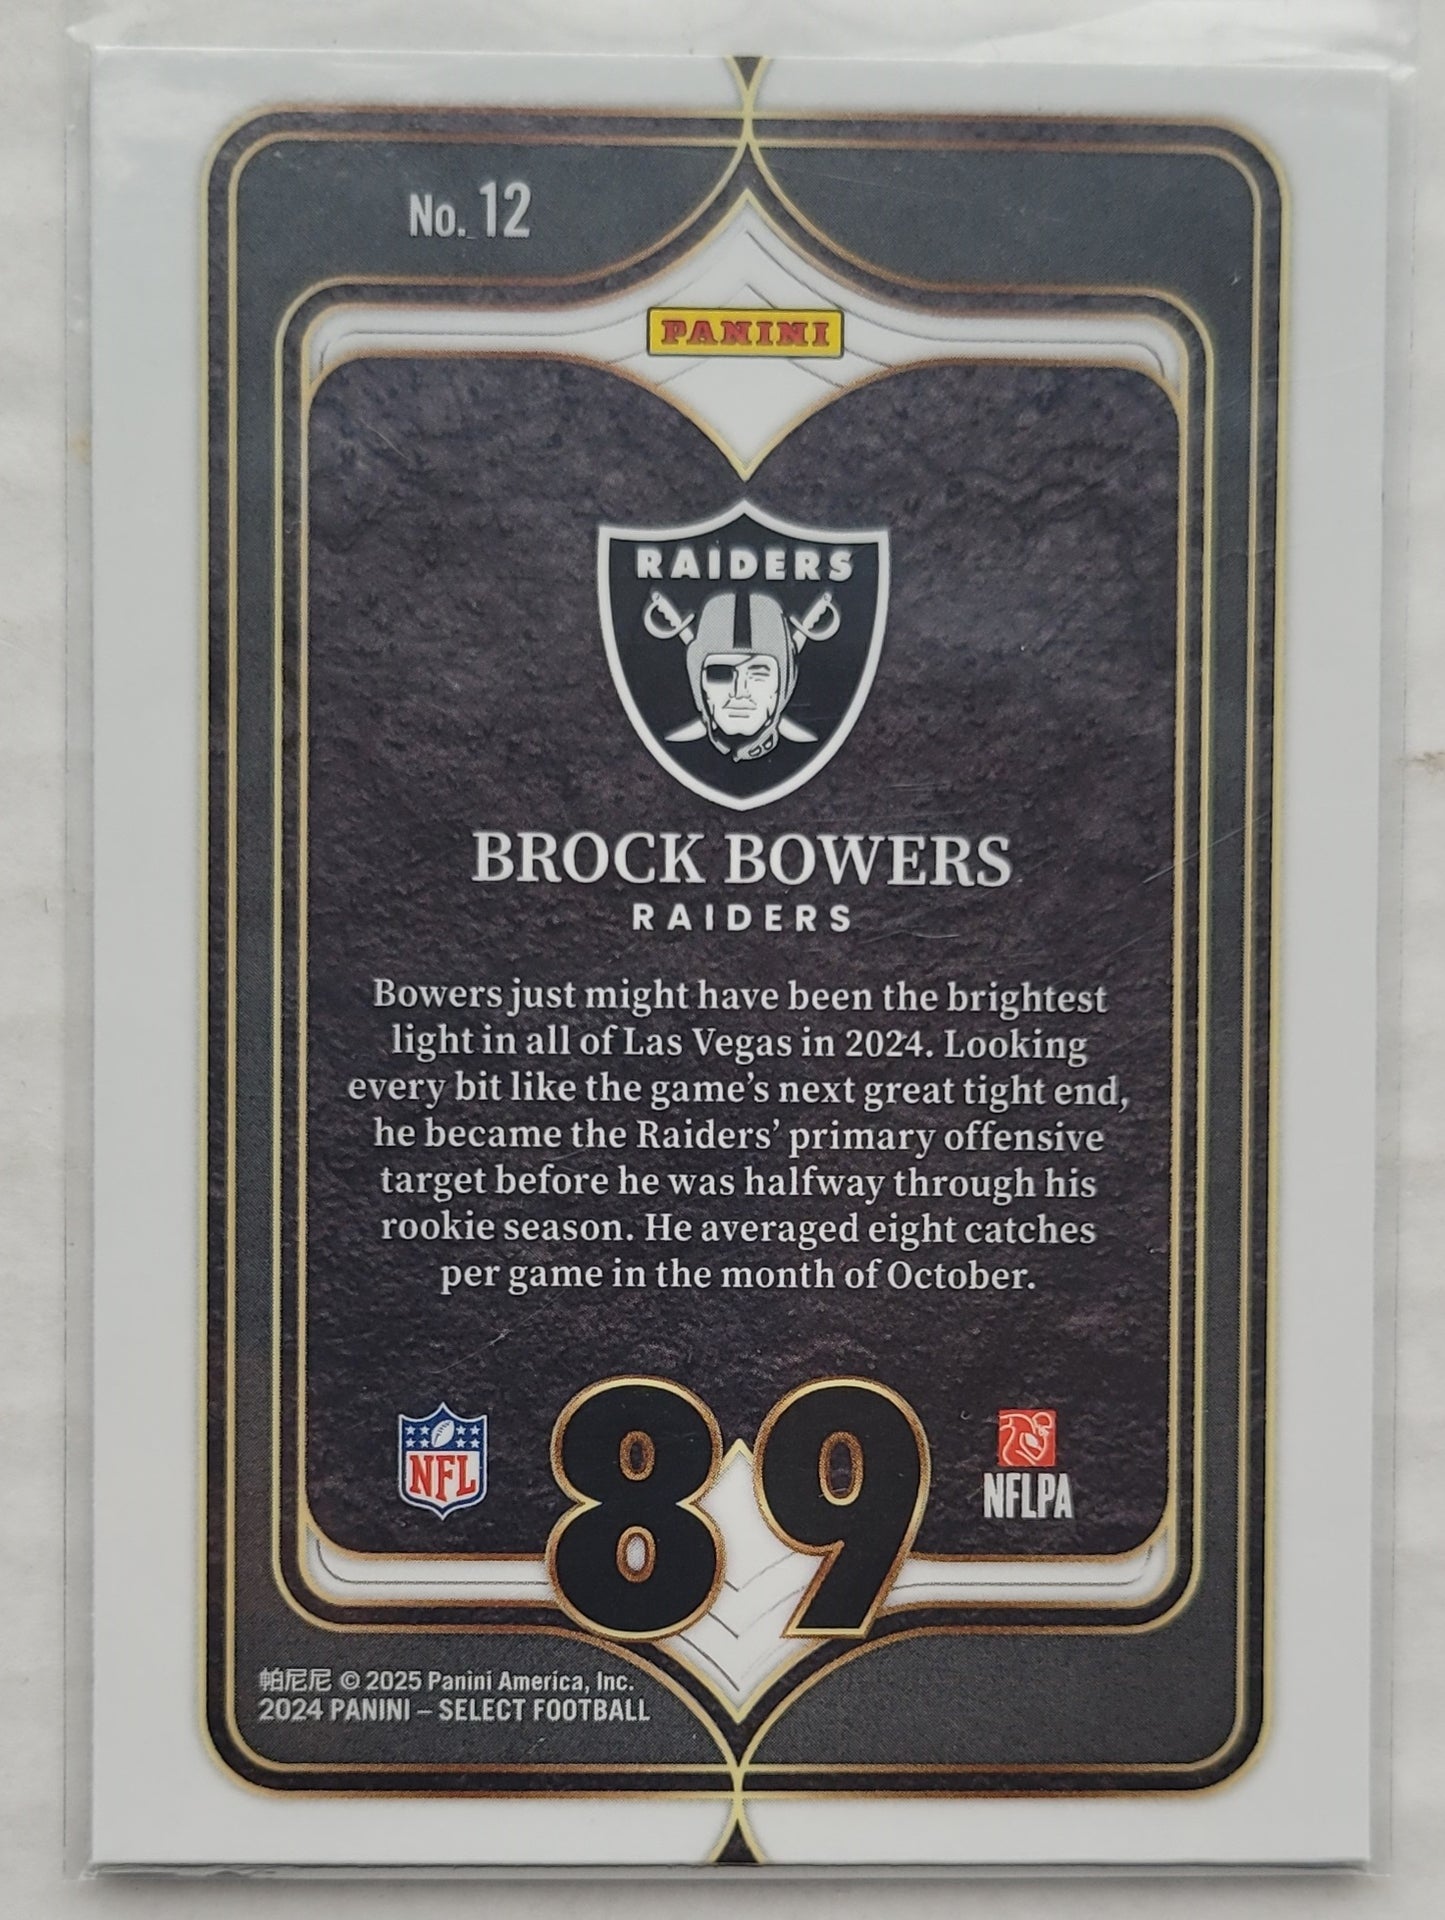 No. 12
PANINI
RAIDERS
BROCK BOWERS
RAIDERS
Bowers just might have been the brightest
light in all of Las Vegas in 2024. Looking
every bit like the game's next great tight end,
he became the Raiders' primary offensive
target before he was halfway through his
rookie season. He averaged eight catches
per game in the month of October.
NFL
89
NFLPA
帕尼尼 © 2025 Panini America, Inc.
2024 PANINI – SELECT FOOTBALL